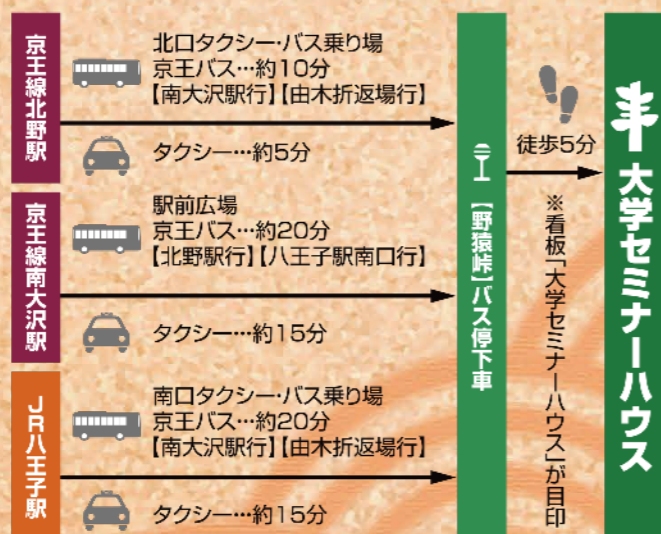 京王線北野駅
北口タクシー・バス乗り場
京王バス…約10分
【南大沢駅行】【由木折返場行】
タクシー…約5分
京王線南大沢駅
駅前広場
京王バス…約20分
【北野駅行】【八王子駅南口行】
タクシー…約15分
JR八王子駅
南口タクシー・バス乗り場
京王バス…約20分
【南大沢駅行】【由木折返場行】
タクシー…約15分
【野猿峠】バス停下車
徒歩5分
※看板「大学セミナーハウス」が目印
大学セミナーハウス